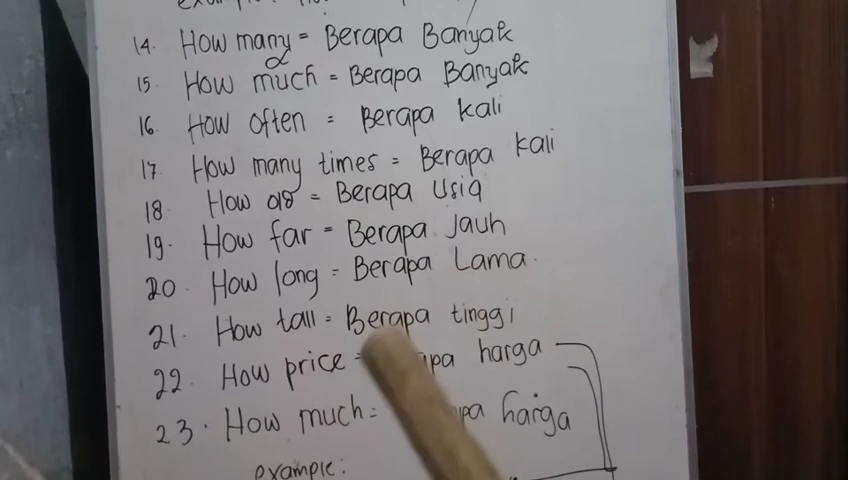 14. How many = Berapa Banyak
15. How much = Berapa Banyak
16 How often = Berapa kali
17. How many times = Berapa kali
18. How old = Berapa Usia
19. How far = Berapa Jauh
20. How long = Berapa Lama
21. How tall = Berapa tinggi
22. How price = harga
23. How much = harga
example: